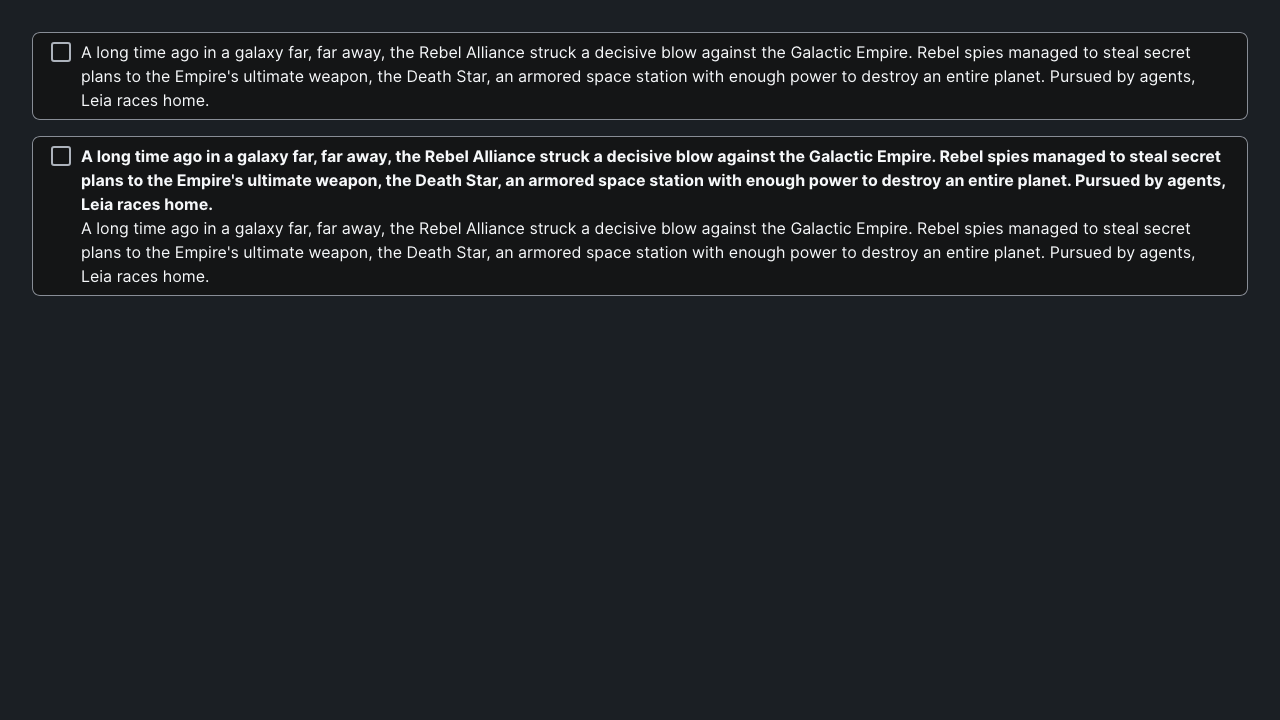 A long time ago in a galaxy far, far away, the Rebel Alliance struck a decisive blow against the Galactic Empire. Rebel spies managed to steal secret
plans to the Empire's ultimate weapon, the Death Star, an armored space station with enough power to destroy an entire planet. Pursued by agents,
Leia races home.
A long time ago in a galaxy far, far away, the Rebel Alliance struck a decisive blow against the Galactic Empire. Rebel spies managed to steal secret
plans to the Empire's ultimate weapon, the Death Star, an armored space station with enough power to destroy an entire planet. Pursued by agents,
Leia races home.
A long time ago in a galaxy far, far away, the Rebel Alliance struck a decisive blow against the Galactic Empire. Rebel spies managed to steal secret
plans to the Empire's ultimate weapon, the Death Star, an armored space station with enough power to destroy an entire planet. Pursued by agents,
Leia races home.